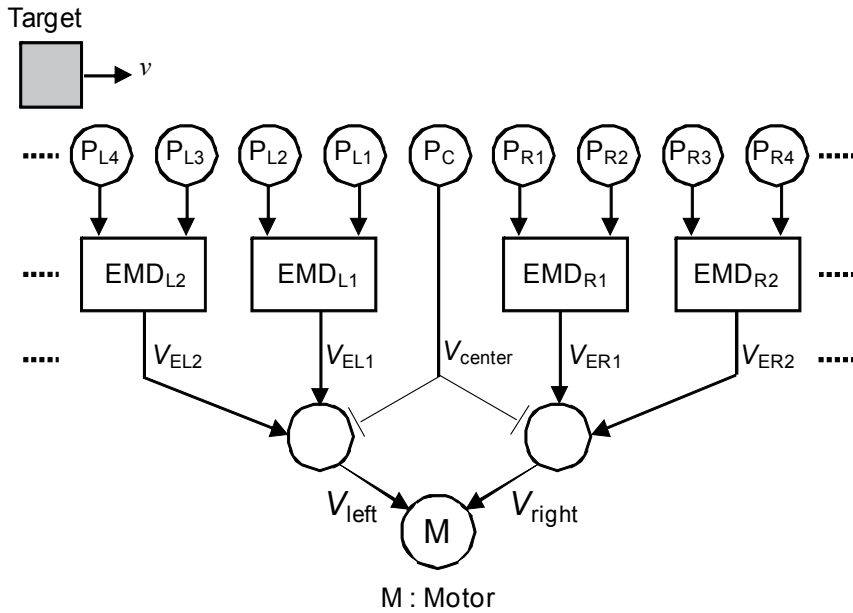 Target
v
P_L4 P_L3 P_L2 P_L1 P_C P_R1 P_R2 P_R3 P_R4
EMD_L2 EMD_L1 EMD_R1 EMD_R2
V_EL2 V_EL1 V_center V_ER1 V_ER2
V_left V_right
M
M : Motor